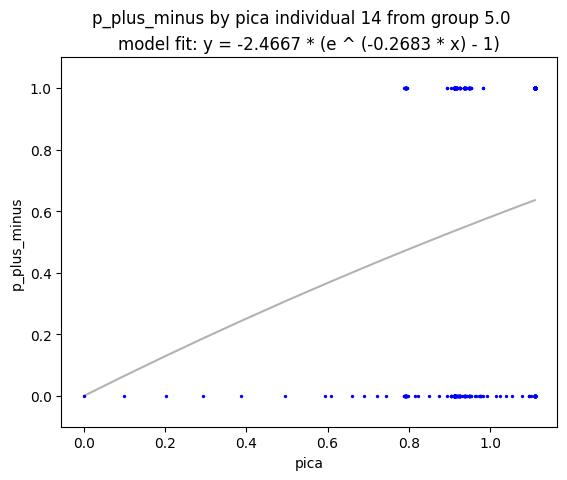 p_plus_minus by pica individual 14 from group 5.0
model fit: y = -2.4667 * (e ^ (-0.2683 * x) - 1)
1.0
0.8
0.6
0.4
0.2
0.0
p_plus_minus
0.0 0.2 0.4 0.6 0.8 1.0
pica